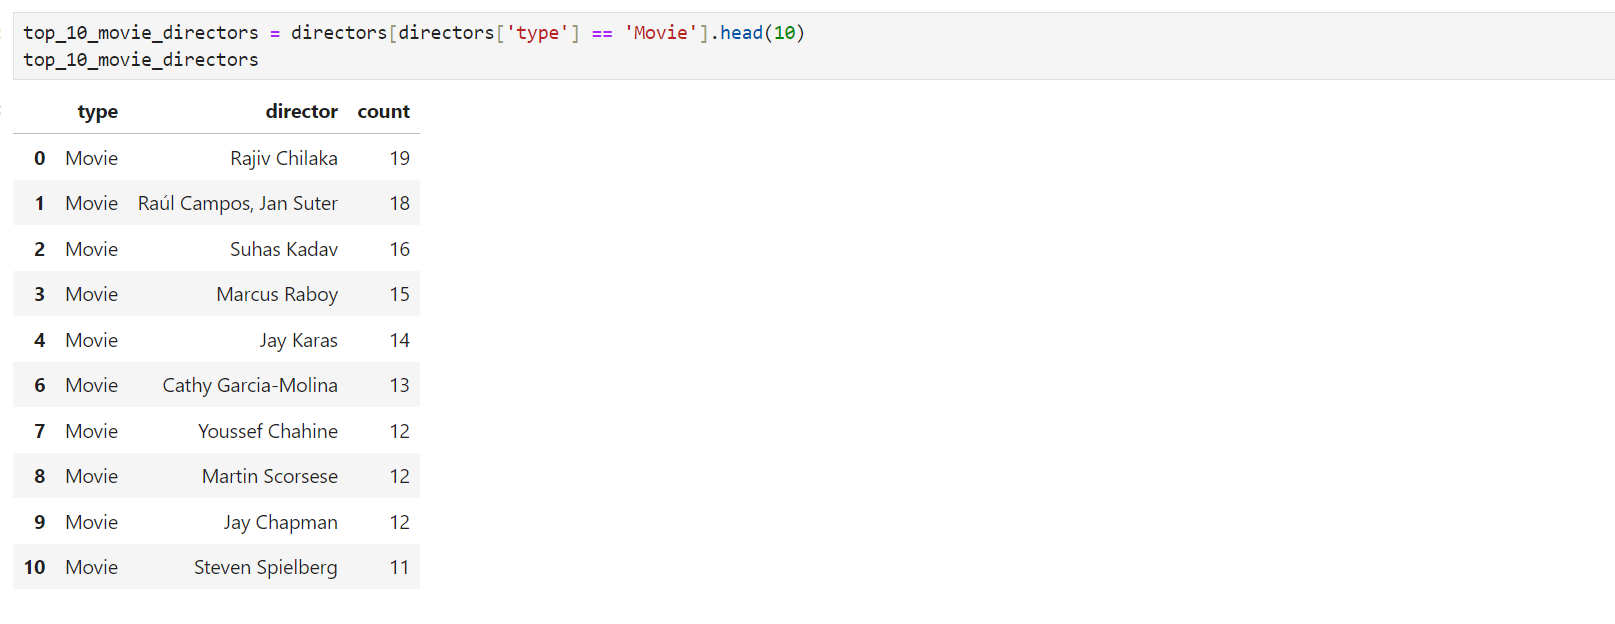 top_10_movie_directors = directors[directors['type'] == 'Movie'].head(10)
top_10_movie_directors
type director count
0 Movie Rajiv Chilaka 19
1 Movie Raúl Campos, Jan Suter 18
2 Movie Suhas Kadav 16
3 Movie Marcus Raboy 15
4 Movie Jay Karas 14
6 Movie Cathy Garcia-Molina 13
7 Movie Youssef Chahine 12
8 Movie Martin Scorsese 12
9 Movie Jay Chapman 12
10 Movie Steven Spielberg 11